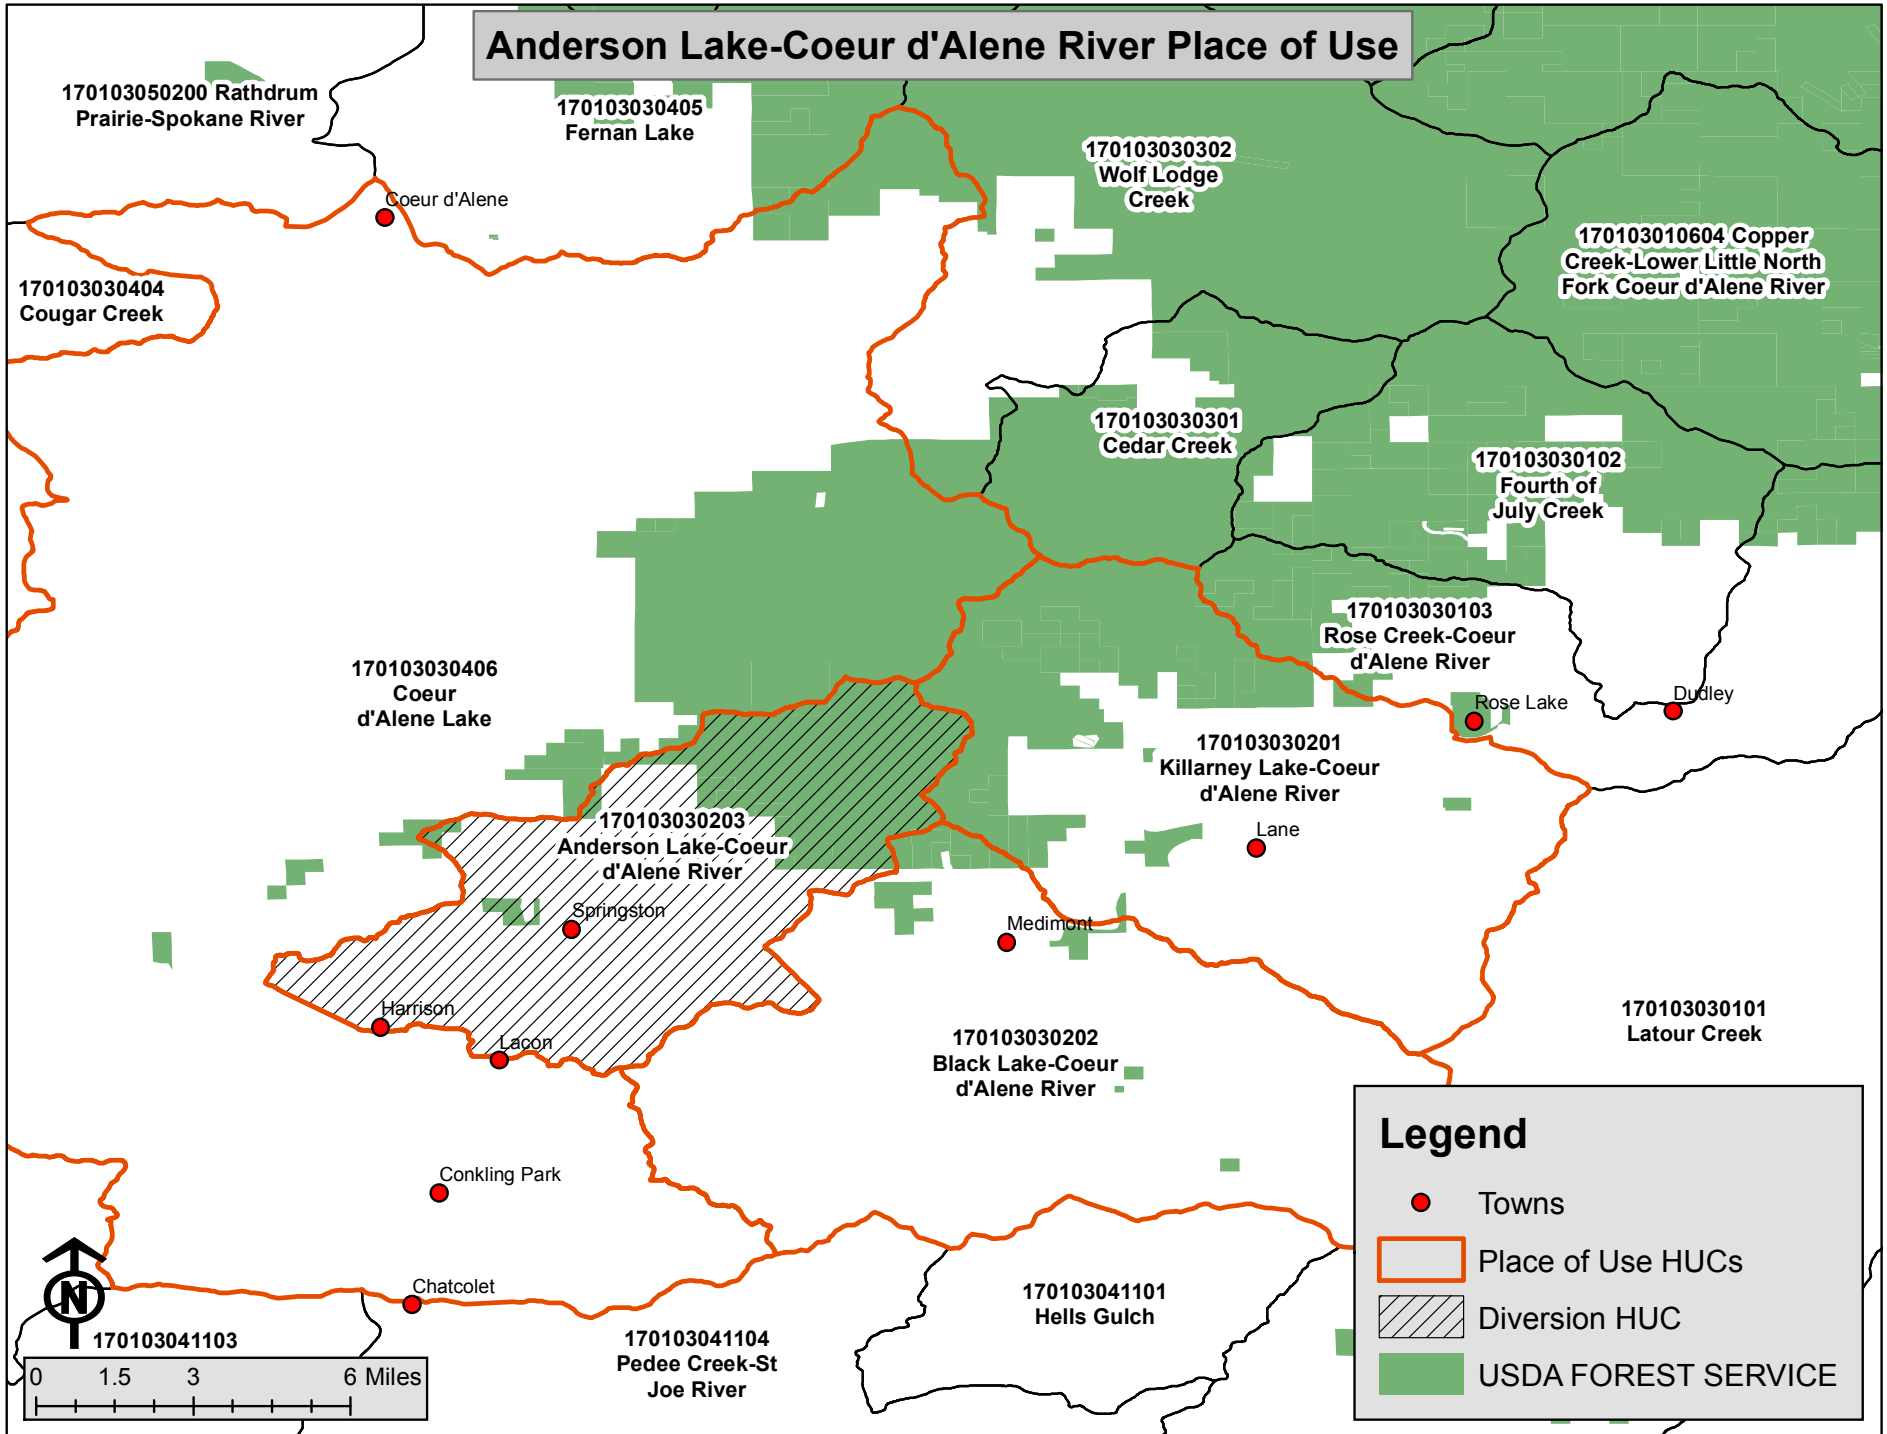 Anderson Lake-Coeur d'Alene River Place of Use
170103050200 Rathdrum
Prairie-Spokane River
170103030405
Fernan Lake
170103030302
Wolf Lodge
Creek
Coeur d'Alene
170103010604 Copper
Creek-Lower Little North
Fork Coeur d'Alene River
170103030404
Cougar Creek
170103030301
Cedar Creek
170103030102
Fourth of
July Creek
170103030103
Rose Creek-Coeur
d'Alene River
170103030406
Coeur
d'Alene Lake
Rose Lake
Dudley
170103030201
Killarney Lake-Coeur
d'Alene River
170103030203
Anderson Lake-Coeur
d'Alene River
Lane
Springston
Medimont
Harrison
Lacon
170103030202
Black Lake-Coeur
d'Alene River
170103030101
Latour Creek
Conkling Park
Chatcolet
170103041101
Hells Gulch
170103041103
170103041104
Pedee Creek-St
Joe River
N
0 1.5 3 6 Miles
Legend
Towns
Place of Use HUCs
Diversion HUC
USDA FOREST SERVICE